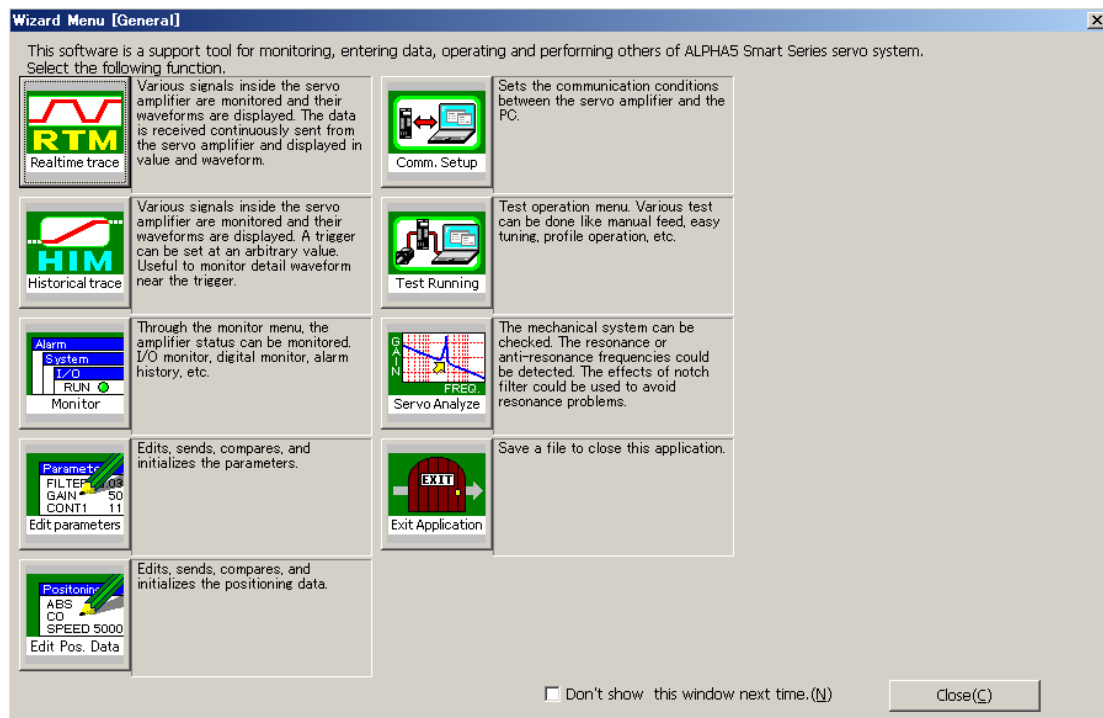 Wizard Menu [General]
This software is a support tool for monitoring, entering data, operating and performing others of ALPHA5 Smart Series servo system.
Select the following function.
RTM
Realtime trace
Various signals inside the servo
amplifier are monitored and their
waveforms are displayed. The data
is received continuously sent from
the servo amplifier and displayed in
value and waveform.
HIM
Historical trace
Various signals inside the servo
amplifier are monitored and their
waveforms are displayed. A trigger
can be set at an arbitrary value.
Useful to monitor detail waveform
near the trigger.
Alarm
System
I/O
RUN
Monitor
Through the monitor menu, the
amplifier status can be monitored.
I/O monitor, digital monitor, alarm
history, etc.
Paramete
FILTER 03
GAIN 50
CONT1 11
Edit parameters
Edits, sends, compares, and
initializes the parameters.
Positoning
ABS
CO
SPEED 5000
Edit Pos. Data
Edits, sends, compares, and
initializes the positioning data.
Comm. Setup
Sets the communication conditions
between the servo amplifier and the
PC.
Test Running
Test operation menu. Various test
can be done like manual feed, easy
tuning, profile operation, etc.
GAIN
FREQ.
Servo Analyze
The mechanical system can be
checked. The resonance or
anti-resonance frequencies could
be detected. The effects of notch
filter could be used to avoid
resonance problems.
EXIT
Exit Application
Save a file to close this application.
Don't show this window next time.(N)
Close(C)